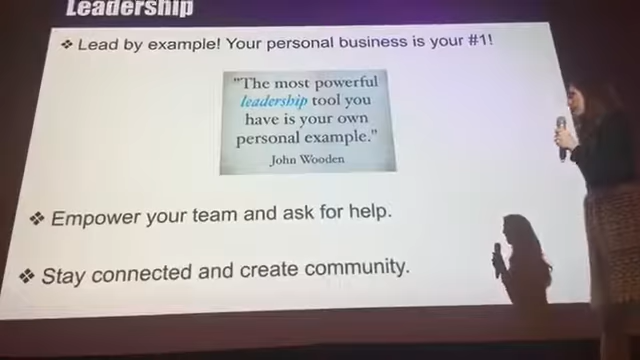 Leadership
❖ Lead by example! Your personal business is your #1!
"The most powerful
leadership tool you
have is your own
personal example."
John Wooden
❖ Empower your team and ask for help.
❖ Stay connected and create community.